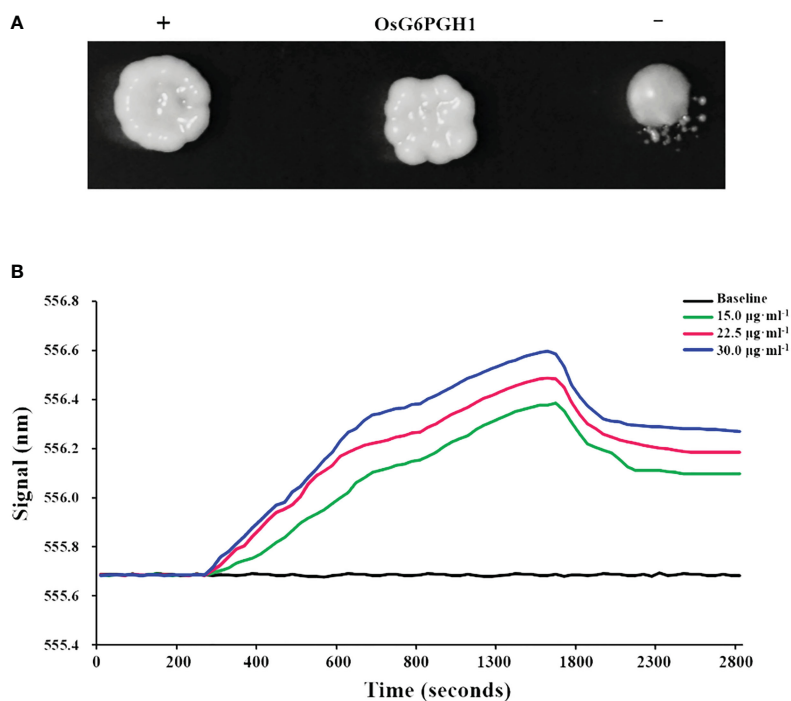 A
+ OsG6PGH1 −
B
556.8
556.6
556.4
556.2
556.0
555.8
555.6
555.4
Signal (nm)
Baseline
15.0 μg·ml⁻¹
22.5 μg·ml⁻¹
30.0 μg·ml⁻¹
0 200 400 600 800 1300 1800 2300 2800
Time (seconds)